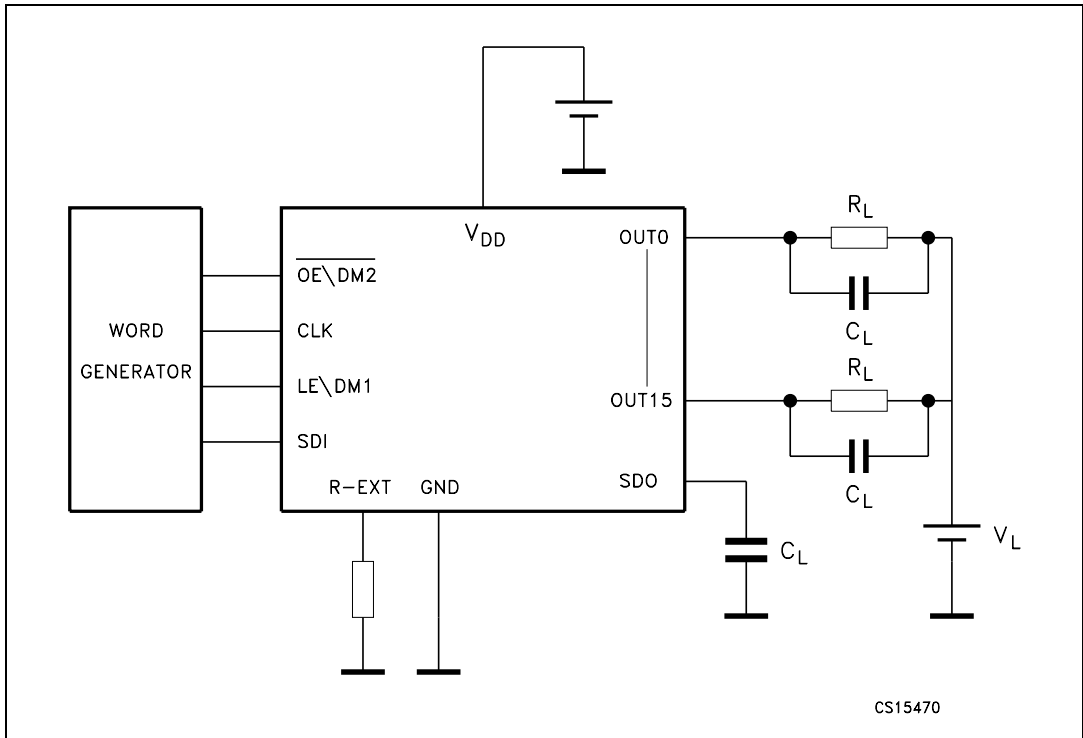 V_DD
OUT0
R_L
OE\DM2
WORD
GENERATOR
CLK
C_L
R_L
LE\DM1
OUT15
SDI
SDO
C_L
R-EXT
GND
C_L
V_L
CS15470